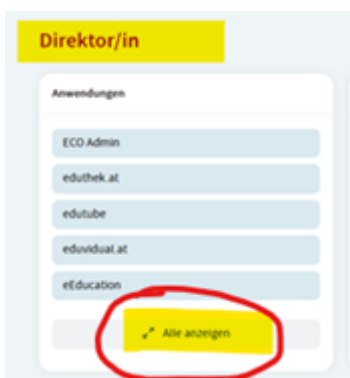 Direktor/in
Anwendungen
ECO Admin
eduthek.at
edutube
eduvidual.at
eEducation
Alle anzeigen